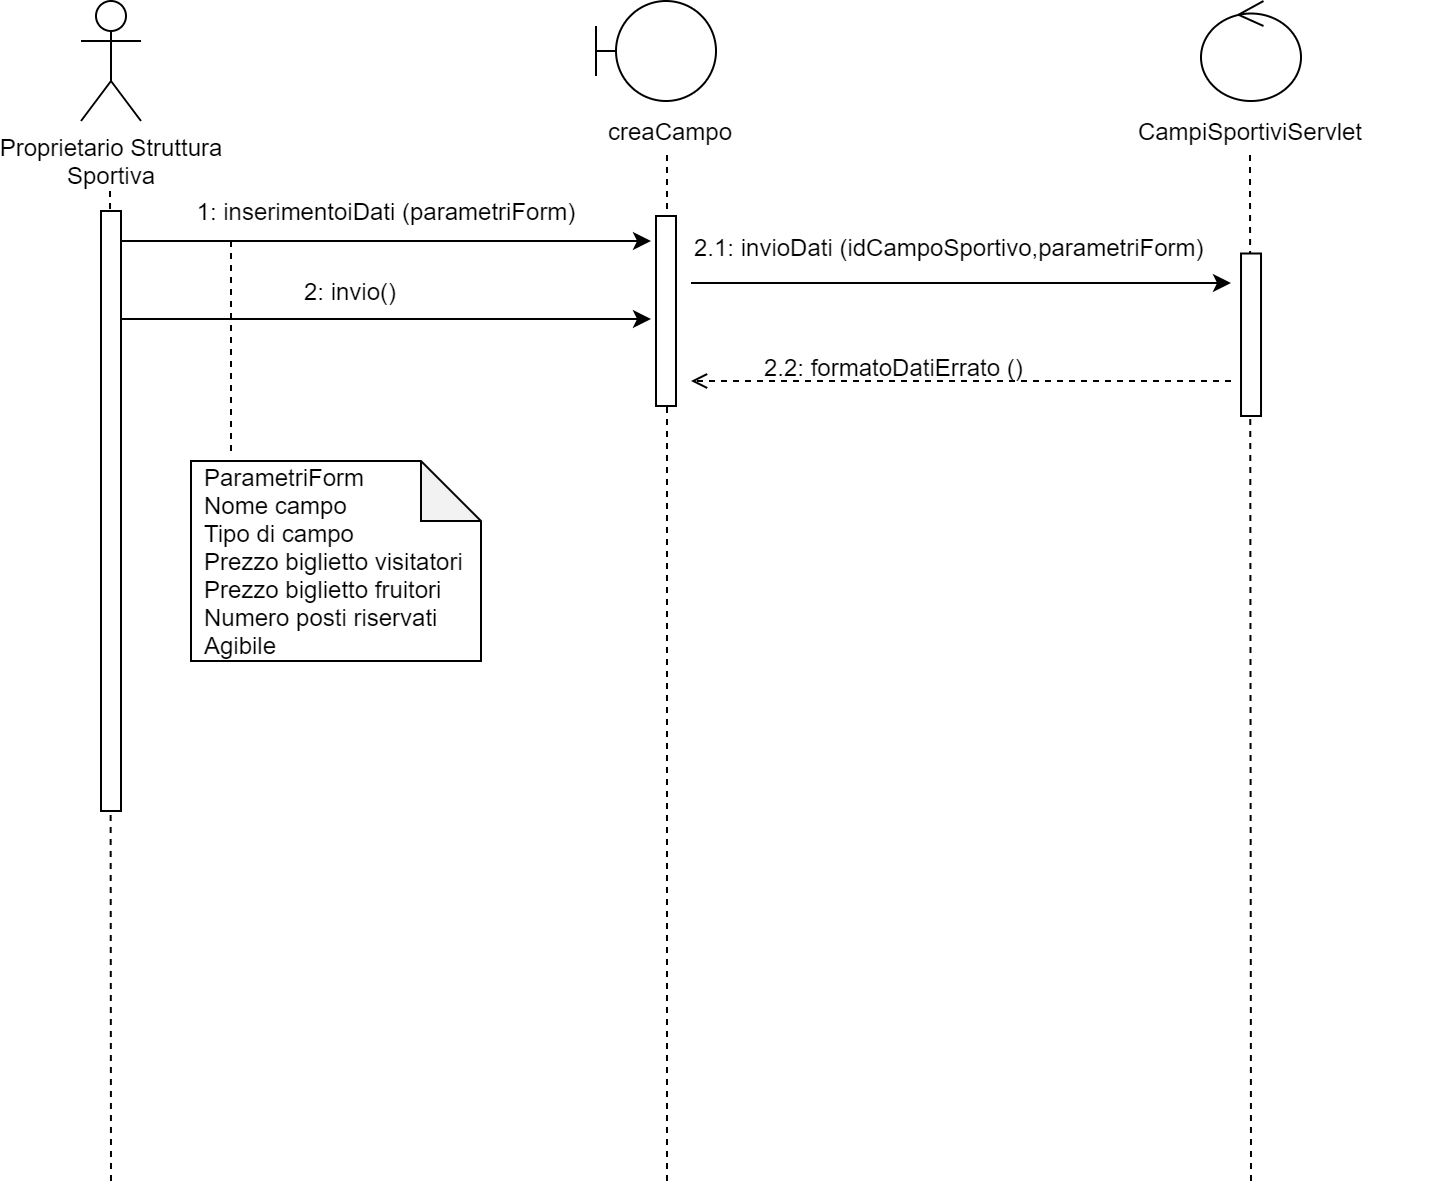 Proprietario Struttura
Sportiva
creaCampo
CampiSportiviServlet
1: inserimentoiDati (parametriForm)
2.1: invioDati (idCampoSportivo,parametriForm)
2: invio()
2.2: formatoDatiErrato ()
ParametriForm
Nome campo
Tipo di campo
Prezzo biglietto visitatori
Prezzo biglietto fruitori
Numero posti riservati
Agibile